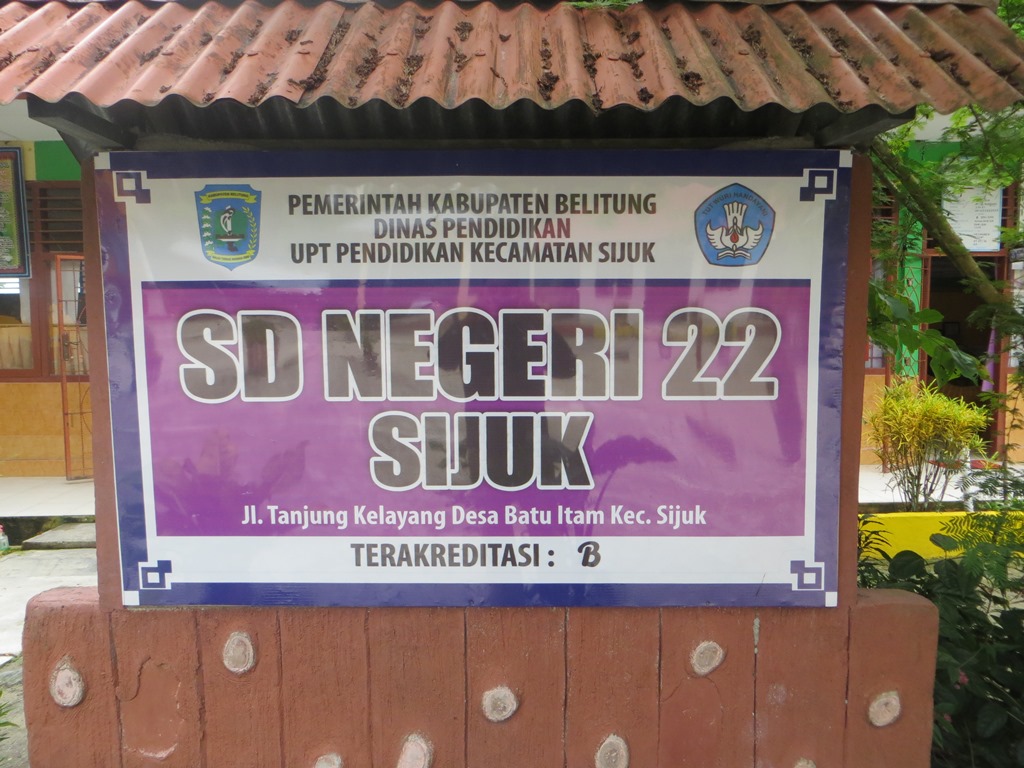 PEMERINTAH KABUPATEN BELITUNG
DINAS PENDIDIKAN
UPT PENDIDIKAN KECAMATAN SIJUK
SD NEGERI 22
SIJUK
Jl. Tanjung Kelayang Desa Batu Itam Kec. Sijuk
TERAKREDITASI : B